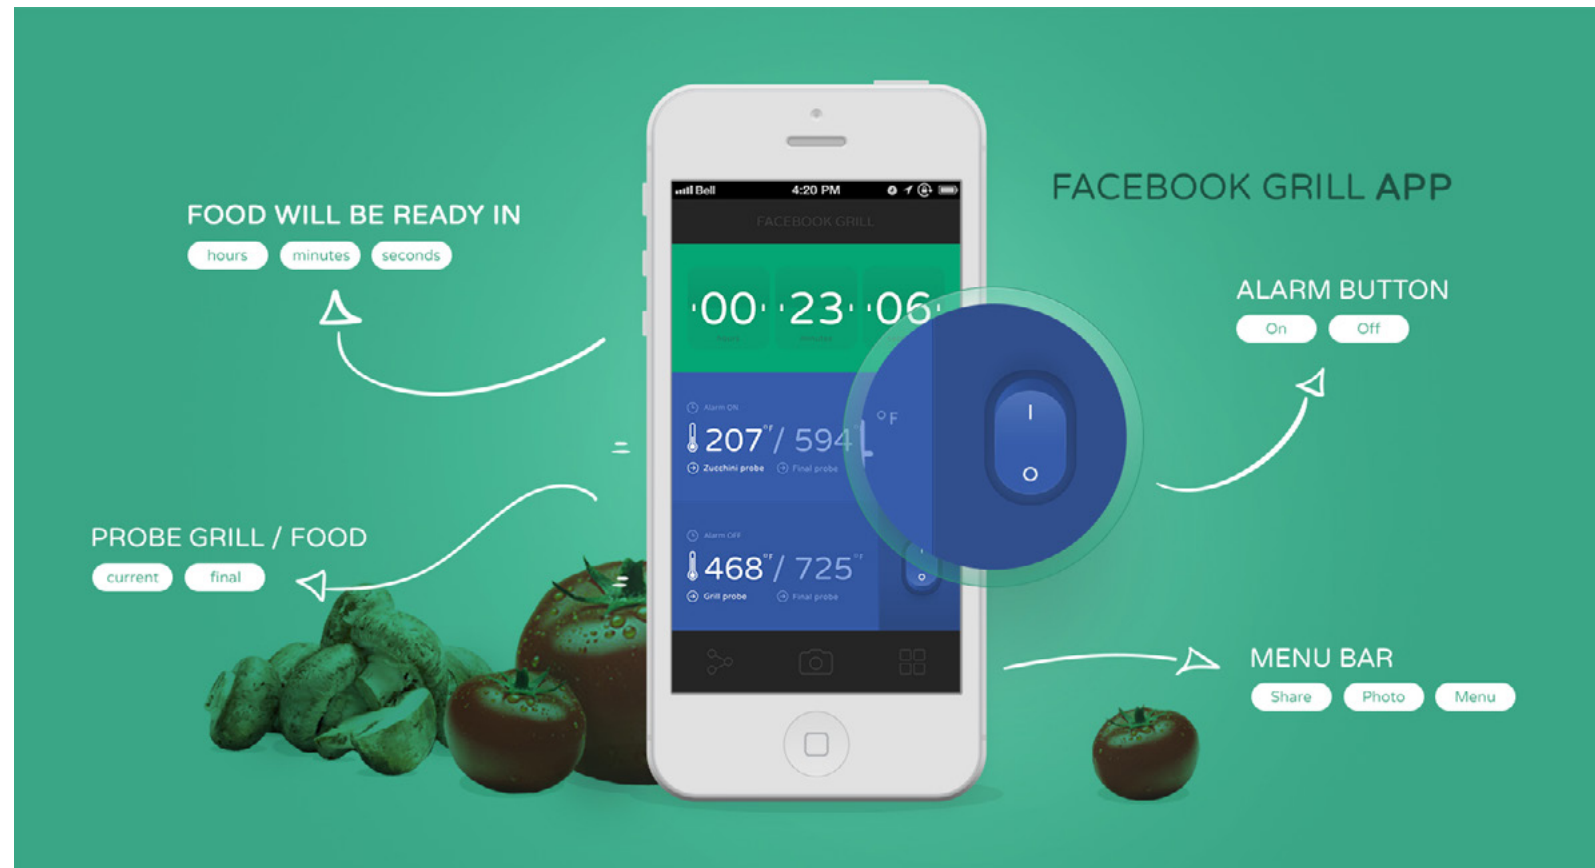 FACEBOOK GRILL APP
FOOD WILL BE READY IN
hours minutes seconds
PROBE GRILL / FOOD
current final
Bell 4:20 PM
FACEBOOK GRILL
00 23 06
hours minutes
Alarm ON
207°F / 594°
Zucchini probe Final probe
Alarm OFF
468°F / 725°F
Grill probe Final probe
°F
I
O
I
O
ALARM BUTTON
On Off
MENU BAR
Share Photo Menu